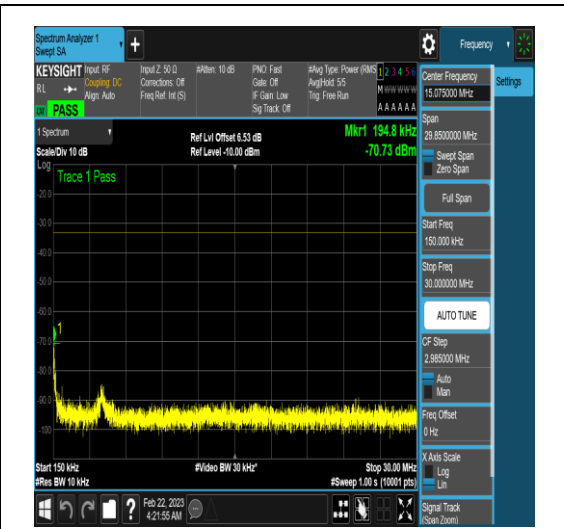 Spectrum Analyzer 1
Swept SA
Frequency
KEYSIGHT
RL
PASS
Input: RF
Coupling: DC
Align: Auto
Input Z: 50 Ω
Corrections: Off
Freq Ref: Int (S)
#Atten: 10 dB
PNO: Fast
Gate: Off
IF Gain: Low
Sig Track: Off
#Avg Type: Power (RMS
Avg|Hold: 5/5
Trig: Free Run
1 2 3 4 5 6
M W W W W W
A A A A A A
Center Frequency
15.075000 MHz
Settings
Span
29.8500000 MHz
Swept Span
Zero Span
Full Span
Start Freq
150.000 kHz
Stop Freq
30.000000 MHz
AUTO TUNE
CF Step
2.985000 MHz
Auto
Man
Freq Offset
0 Hz
X Axis Scale
Log
Lin
Signal Track
(Span Zoom)
1 Spectrum
Scale/Div 10 dB
Ref Lvl Offset 6.53 dB
Ref Level -10.00 dBm
Mkr1 194.8 kHz
-70.73 dBm
Log
Trace 1 Pass
-20.0
-30.0
-40.0
-50.0
-60.0
-70.0
-80.0
-90.0
-100
1
Start 150 kHz
#Res BW 10 kHz
#Video BW 30 kHz*
Stop 30.00 MHz
#Sweep 1.00 s (10001 pts)
?
Feb 22, 2023
4:21:55 AM